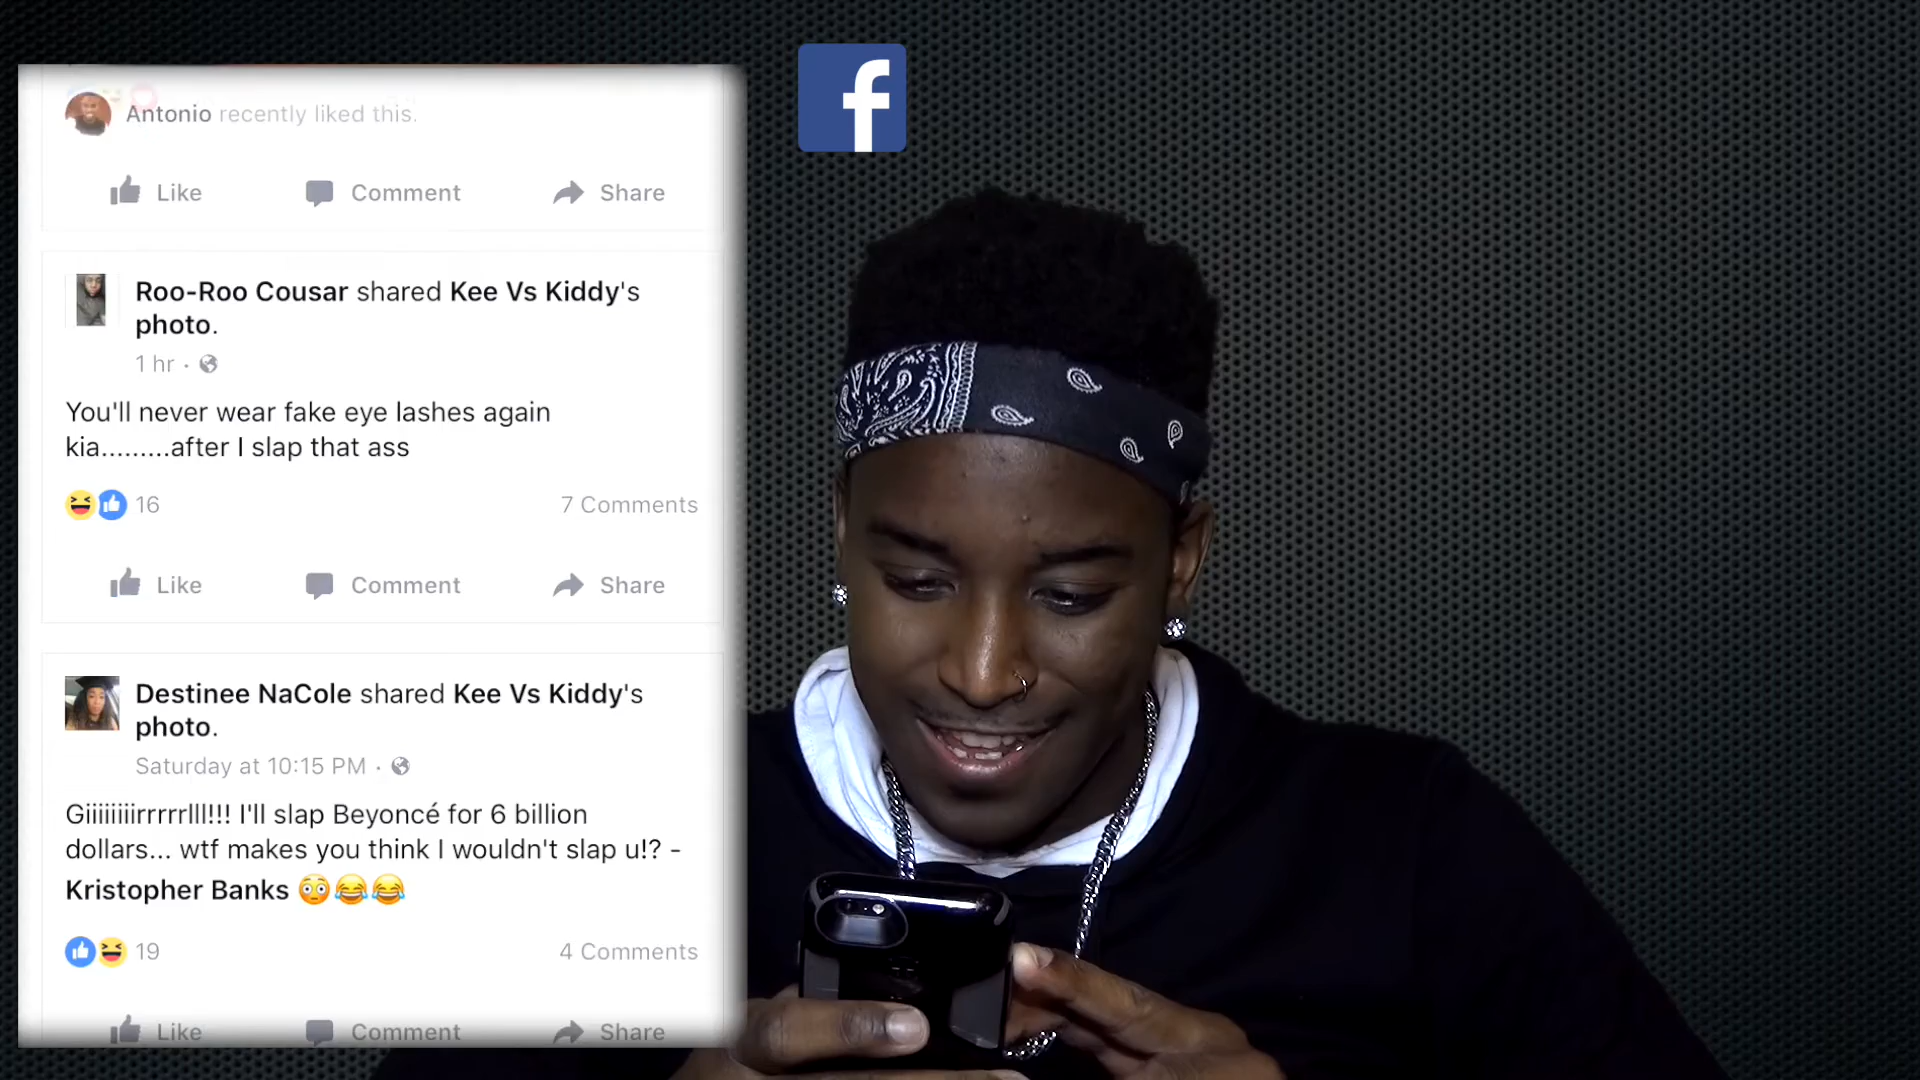 Antonio recently liked this.
Like Comment Share
Roo-Roo Cousar shared Kee Vs Kiddy's
photo.
1 hr ·
You'll never wear fake eye lashes again
kia.........after I slap that ass
16 7 Comments
Like Comment Share
Destinee NaCole shared Kee Vs Kiddy's
photo.
Saturday at 10:15 PM ·
Giiiiiiiirrrrrlll!!! I'll slap Beyoncé for 6 billion
dollars... wtf makes you think I wouldn't slap u!? -
Kristopher Banks 😳😂😂
19 4 Comments
Like Comment Share
f